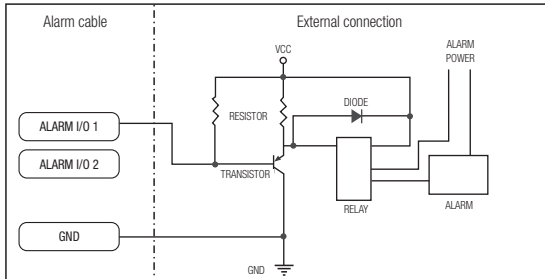 Alarm cable
External connection
VCC
ALARM
POWER
DIODE
RESISTOR
ALARM I/O 1
ALARM I/O 2
TRANSISTOR
RELAY
ALARM
GND
GND